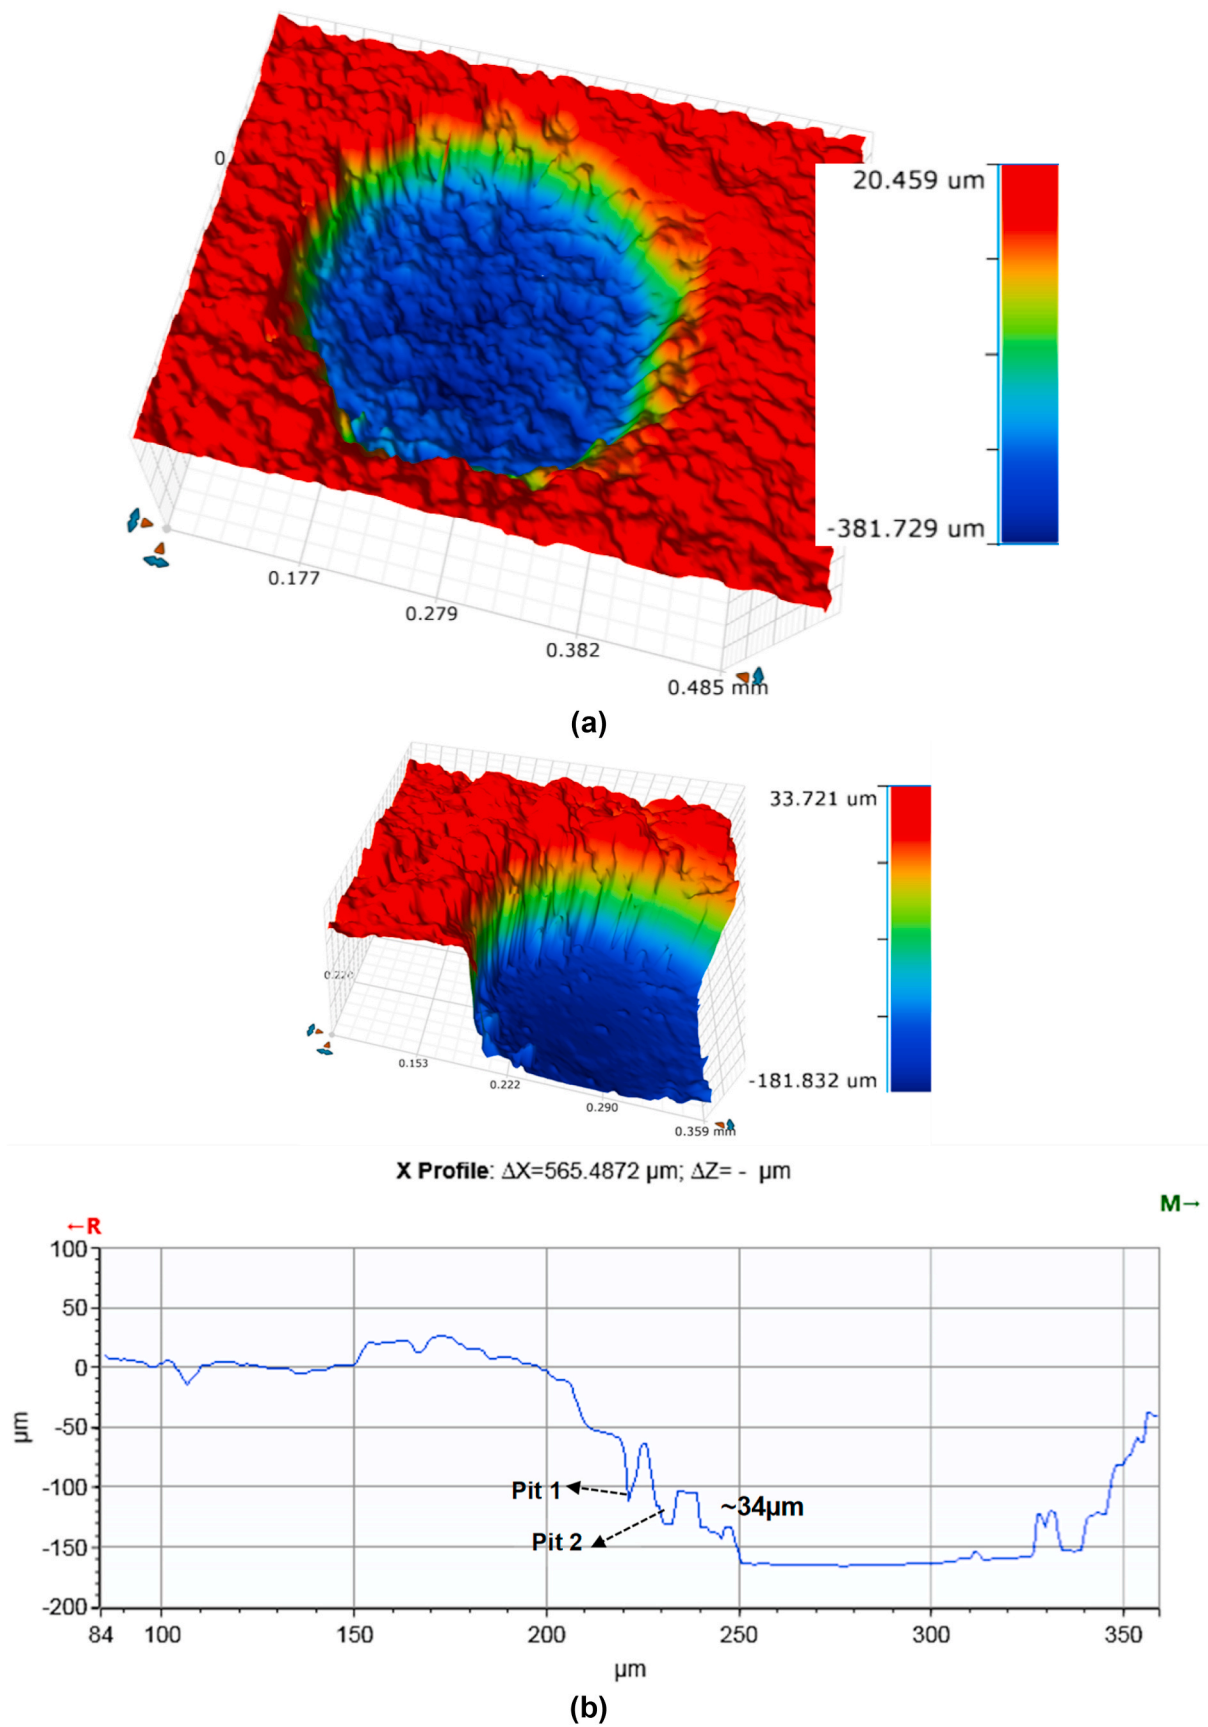 0
20.459 um
-381.729 um
0.177
0.279
0.382
0.485 mm
(a)
33.721 um
-181.832 um
0.153
0.222
0.290
0.359 mm
X Profile: ΔX=565.4872 µm; ΔZ= - µm
M→
←R
100
50
0
-50
-100
-150
-200
µm
Pit 1
Pit 2
~34µm
84 100 150 200 250 300 350
µm
(b)